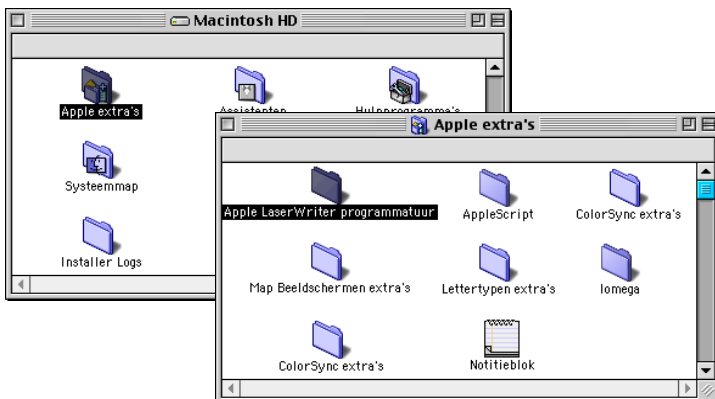 Macintosh HD
Apple extra's
Assistenten
Hulpprogramma's
Systeemmap
Installer Logs
Apple extra's
Apple LaserWriter programmatuur
AppleScript
ColorSync extra's
Map Beeldschermen extra's
Lettertypen extra's
Iomega
ColorSync extra's
Notitieblok